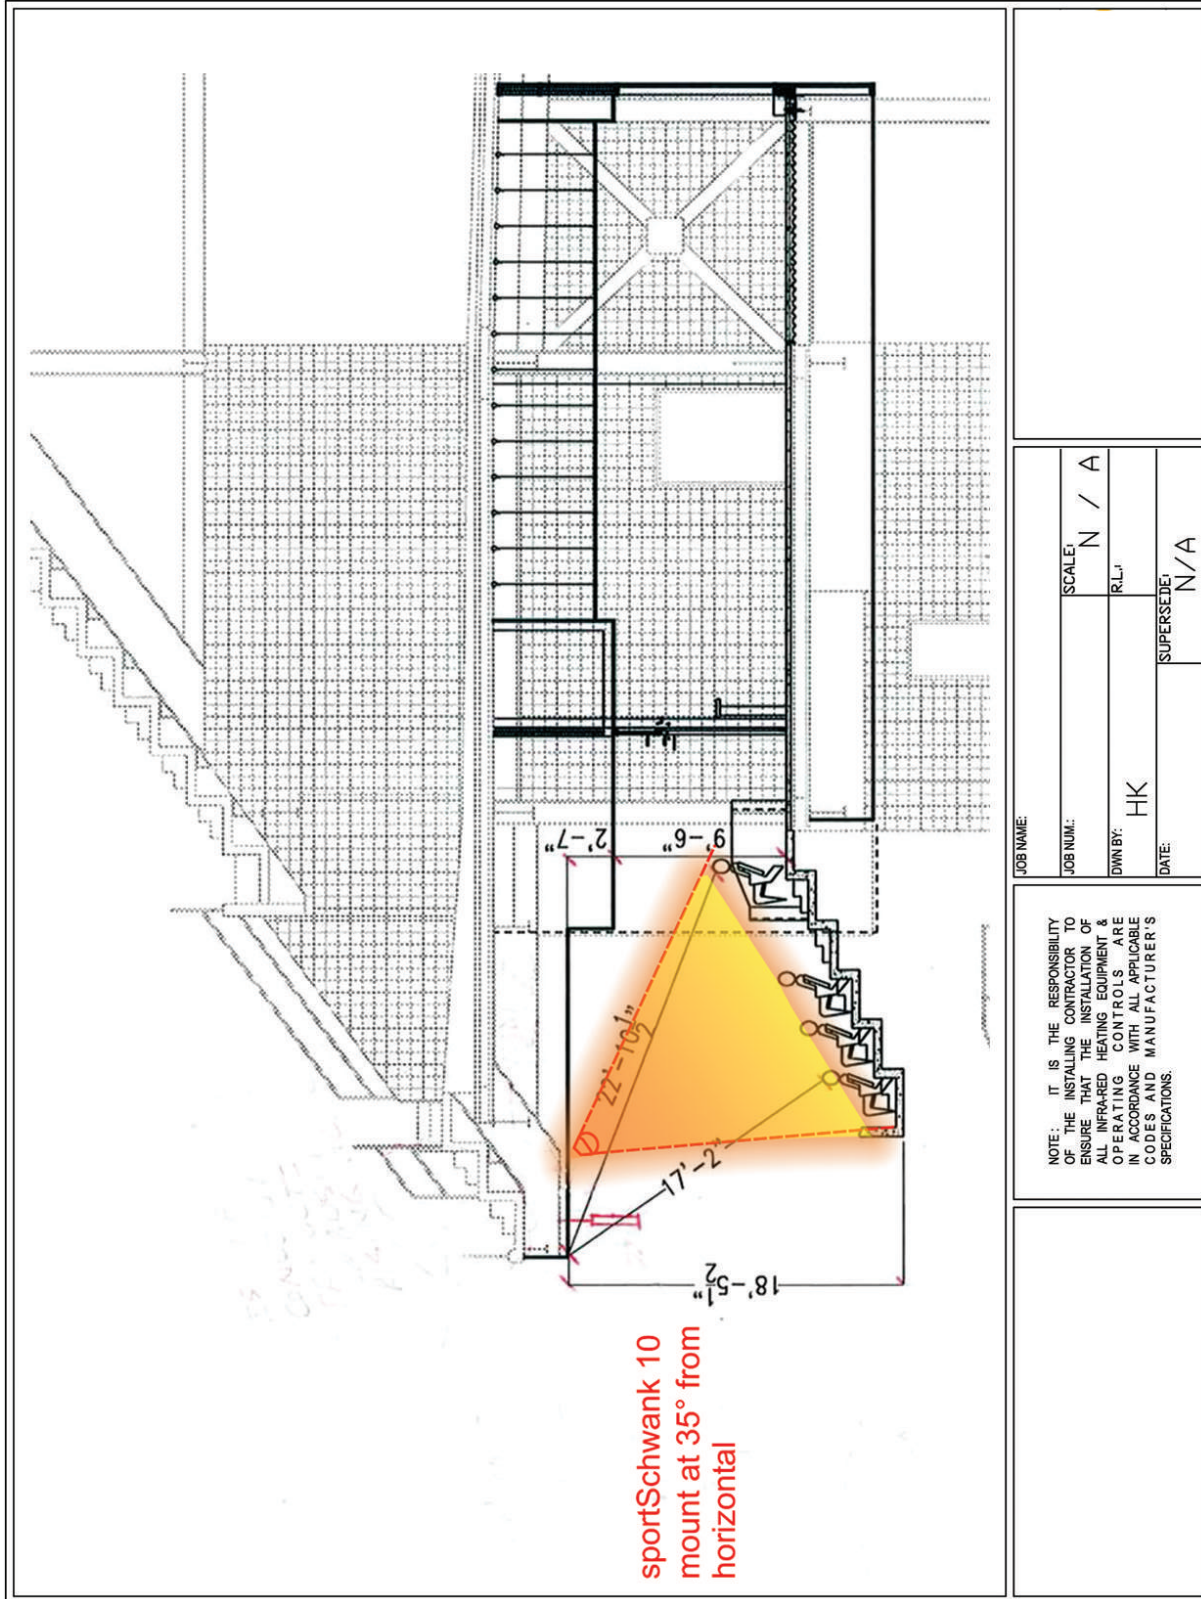 sportSchwank 10
mount at 35° from
horizontal
18'-5½"
17'-2"
22'-10½"
2'-7"
9'-6"
NOTE: IT IS THE RESPONSIBILITY
OF THE INSTALLING CONTRACTOR TO
ENSURE THAT THE INSTALLATION OF
ALL INFRA-RED HEATING EQUIPMENT &
OPERATING CONTROLS ARE
IN ACCORDANCE WITH ALL APPLICABLE
CODES AND MANUFACTURER'S
SPECIFICATIONS.
JOB NAME:
JOB NUM.:
SCALE:
N / A
DWN BY:
HK
R.L.:
DATE:
SUPERSEDE:
N/A